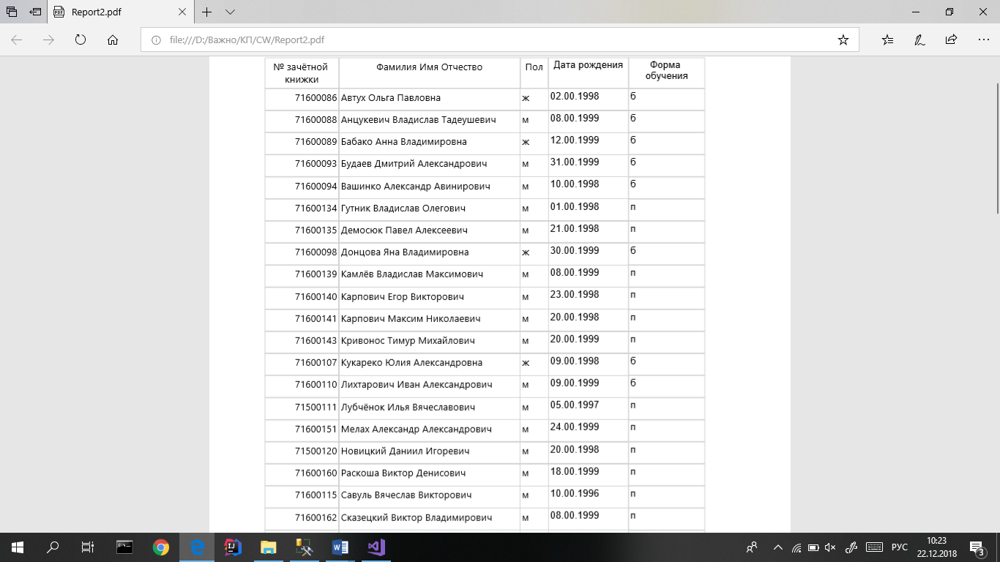 Report2.pdf
file:///D:/Важно/КП/CW/Report2.pdf
№ зачётной книжки Фамилия Имя Отчество Пол Дата рождения Форма обучения
71600086 Автух Ольга Павловна ж 02.00.1998 б
71600088 Анцукевич Владислав Тадеушевич м 08.00.1999 б
71600089 Бабако Анна Владимировна ж 12.00.1999 б
71600093 Будаев Дмитрий Александрович м 31.00.1999 б
71600094 Вашинко Александр Авинирович м 10.00.1998 б
71600134 Гутник Владислав Олегович м 01.00.1998 п
71600135 Демосюк Павел Алексеевич м 21.00.1998 п
71600098 Донцова Яна Владимировна ж 30.00.1999 б
71600139 Камлёв Владислав Максимович м 08.00.1999 п
71600140 Карпович Егор Викторович м 23.00.1998 п
71600141 Карпович Максим Николаевич м 20.00.1998 п
71600143 Кривонос Тимур Михайлович м 20.00.1999 п
71600107 Кукареко Юлия Александровна ж 09.00.1998 б
71600110 Лихтарович Иван Александрович м 09.00.1999 б
71500111 Лубчёнок Илья Вячеславович м 05.00.1997 п
71600151 Мелах Александр Александрович м 24.00.1999 п
71500120 Новицкий Даниил Игоревич м 20.00.1998 п
71600160 Раскоша Виктор Денисович м 18.00.1999 п
71600115 Савуль Вячеслав Викторович м 10.00.1996 п
71600162 Сказецкий Виктор Владимирович м 08.00.1999 п
РУС 10:23
22.12.2018
3